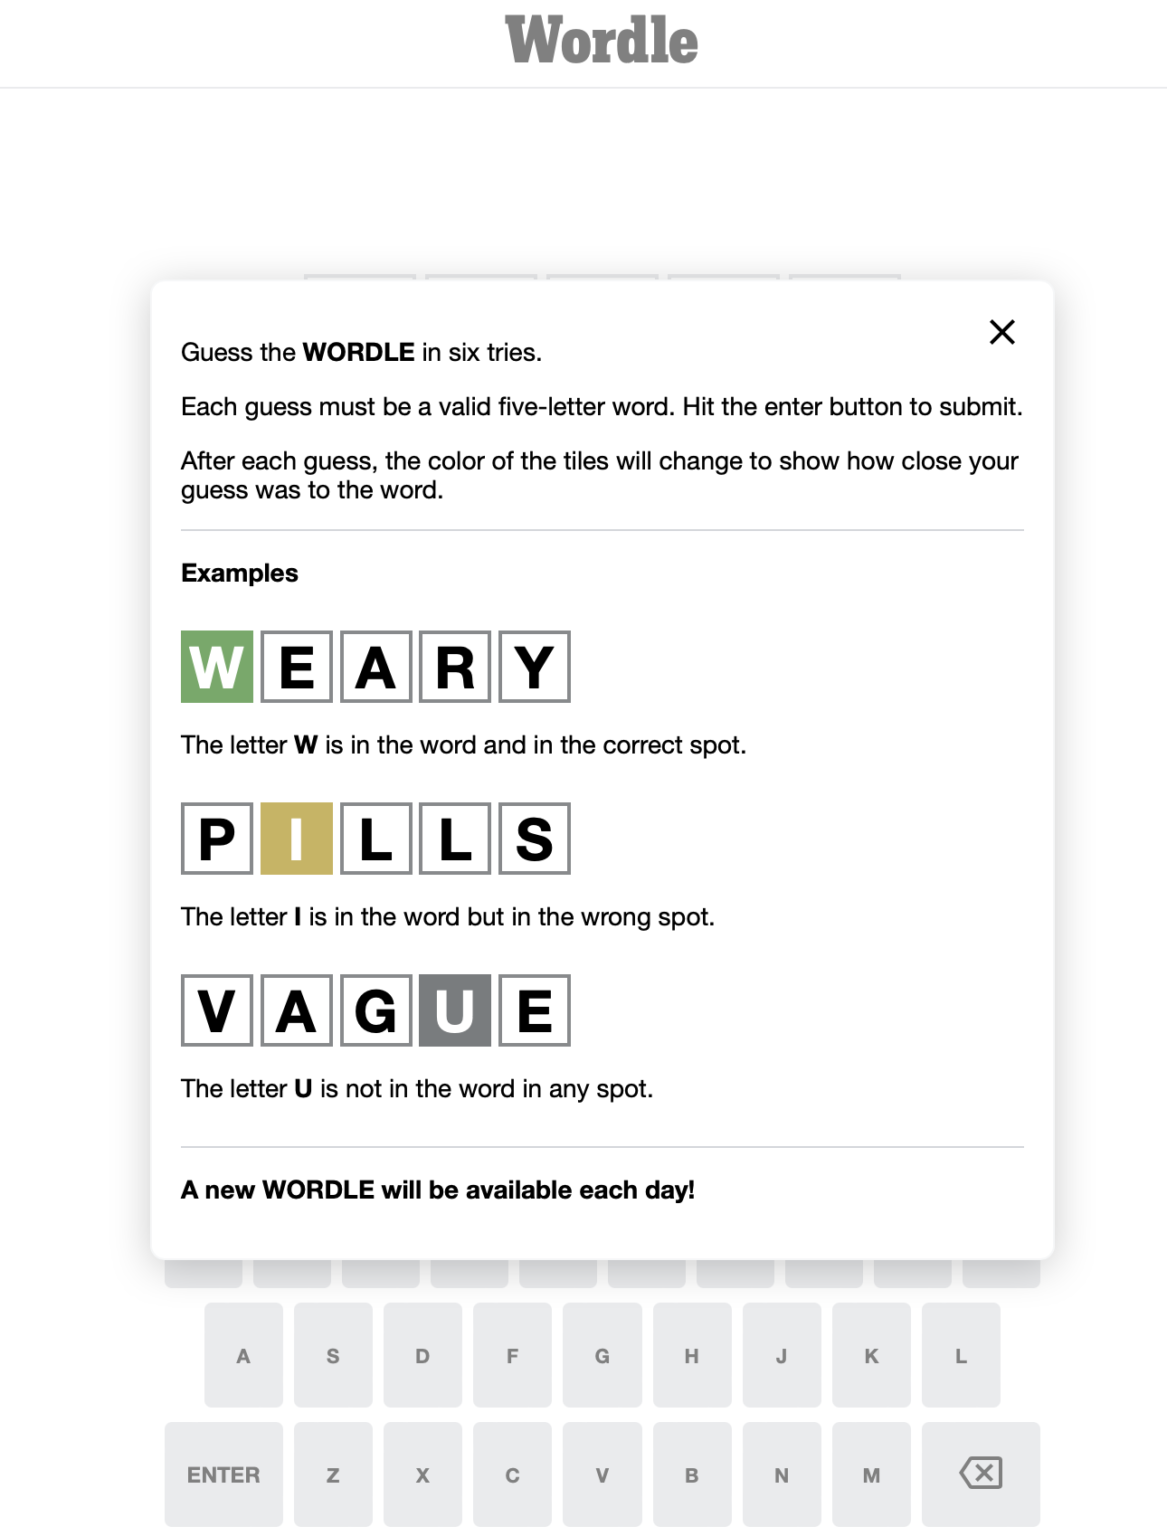 Wordle
Guess the WORDLE in six tries.
Each guess must be a valid five-letter word. Hit the enter button to submit.
After each guess, the color of the tiles will change to show how close your
guess was to the word.
Examples
W E A R Y
The letter W is in the word and in the correct spot.
P I L L S
The letter I is in the word but in the wrong spot.
V A G U E
The letter U is not in the word in any spot.
A new WORDLE will be available each day!
A S D F G H J K L
ENTER Z X C V B N M